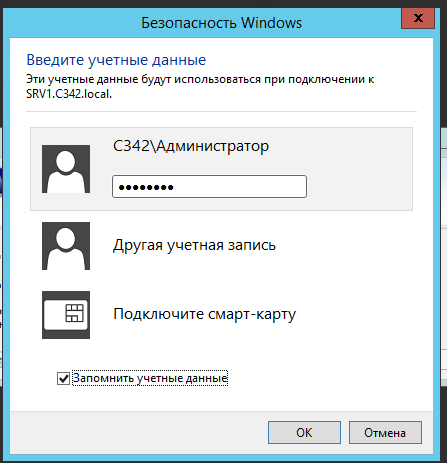 Безопасность Windows
x
Введите учетные данные
Эти учетные данные будут использоваться при подключении к
SRV1.C342.local.
C342\Администратор
••••••••
Другая учетная запись
Подключите смарт-карту
Запомнить учетные данные
ОК
Отмена